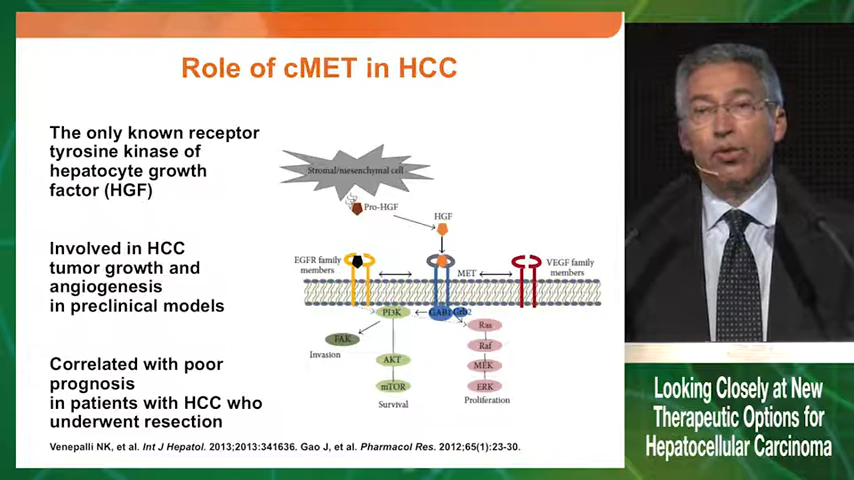 Role of cMET in HCC
The only known receptor
tyrosine kinase of
hepatocyte growth
factor (HGF)
Involved in HCC
tumor growth and
angiogenesis
in preclinical models
Correlated with poor
prognosis
in patients with HCC who
underwent resection
Stromal/mesenchymal cell
Pro-HGF
HGF
EGFR family
members
MET
VEGF family
members
PI3K
GAB1
Grb2
FAK
Invasion
AKT
mTOR
Survival
Ras
Raf
MEK
ERK
Proliferation
Venepalli NK, et al. Int J Hepatol. 2013;2013:341636. Gao J, et al. Pharmacol Res. 2012;65(1):23-30.
Looking Closely at New
Therapeutic Options for
Hepatocellular Carcinoma